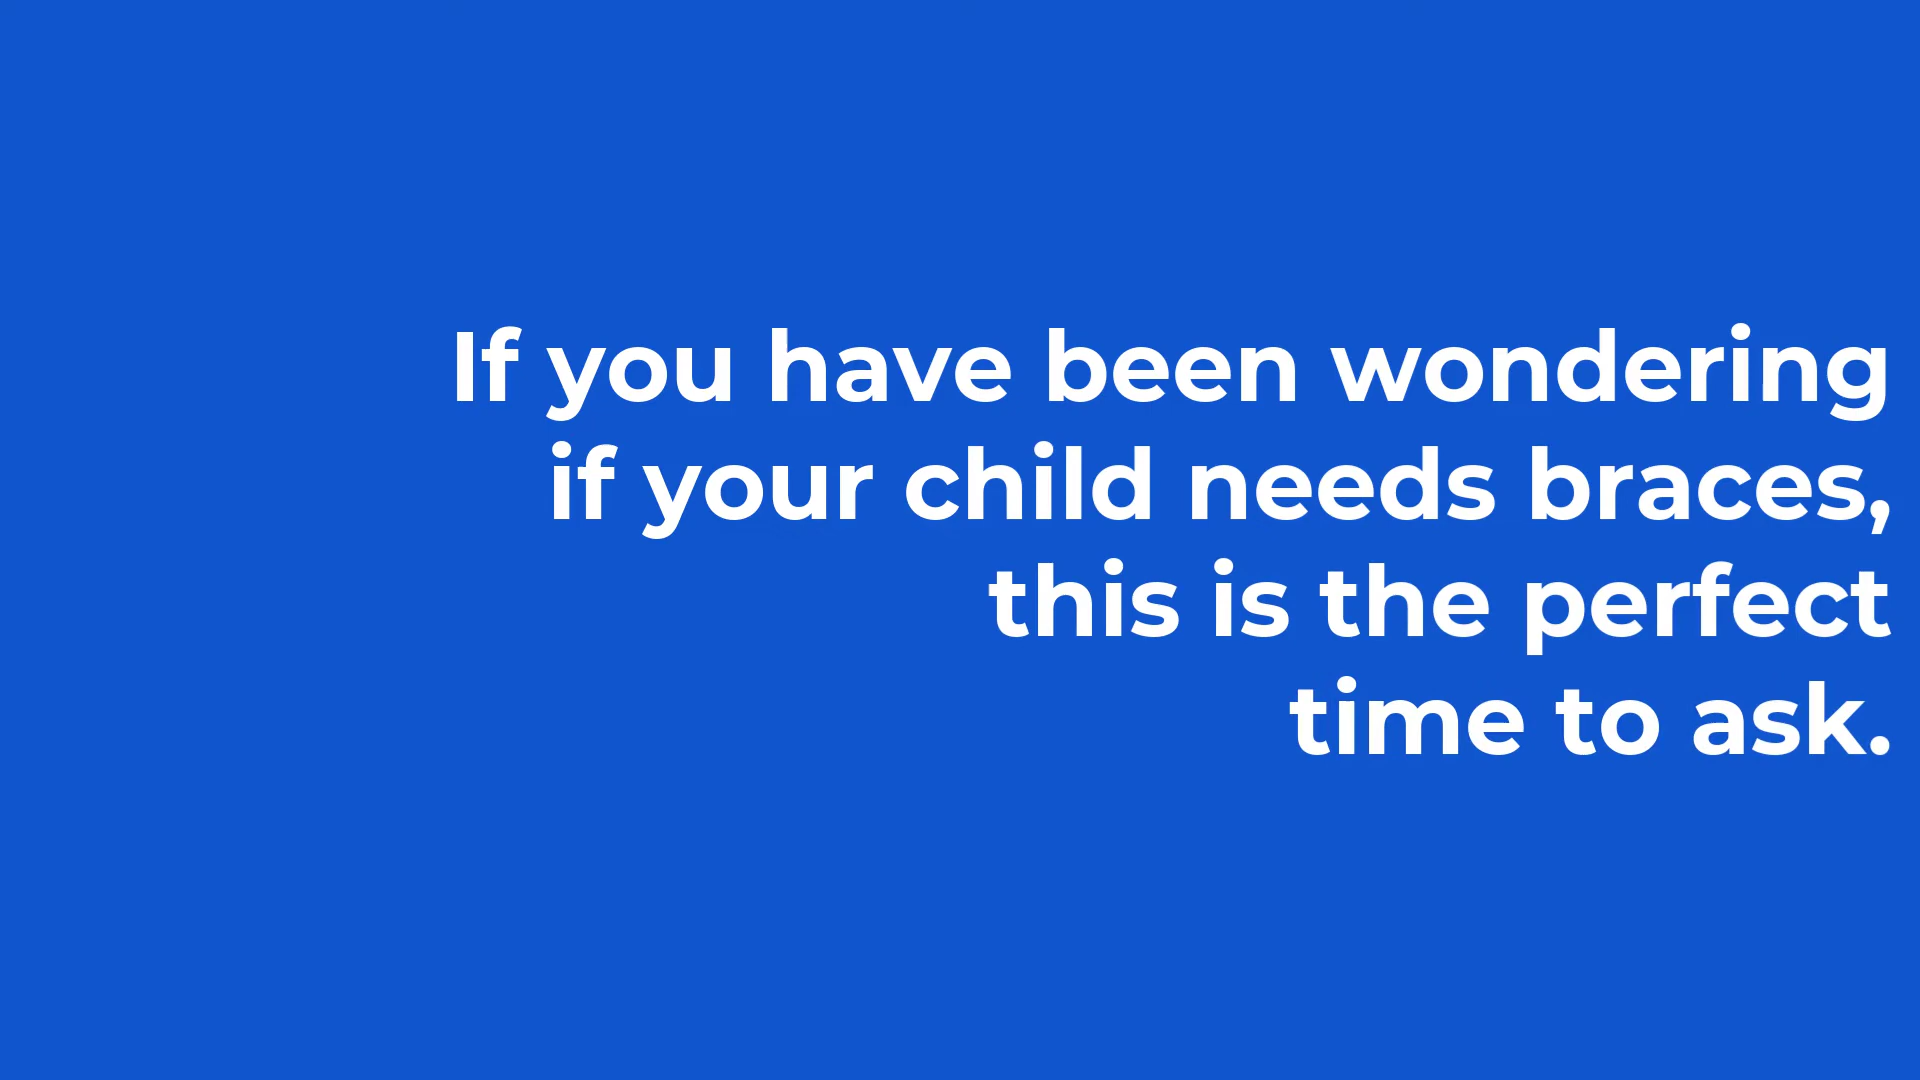 If you have been wondering
if your child needs braces,
this is the perfect
time to ask.